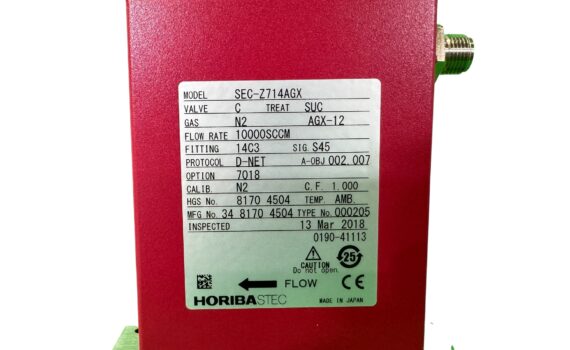 MODEL SEC-Z714AGX
VALVE C TREAT SUC
GAS N2 AGX-12
FLOW RATE 10000SCCM
FITTING 14C3 SIG. S45
PROTOCOL D-NET A-OBJ 002.007
OPTION 7018
CALIB. N2 C.F. 1.000
HGS No. 8170 4504 TEMP. AMB.
MFG No. 34 8170 4504 TYPE No. 000205
INSPECTED 13 Mar 2018
0190-41113
CAUTION
Do not open.
25
FLOW CE
HORIBASTEC MADE IN JAPAN